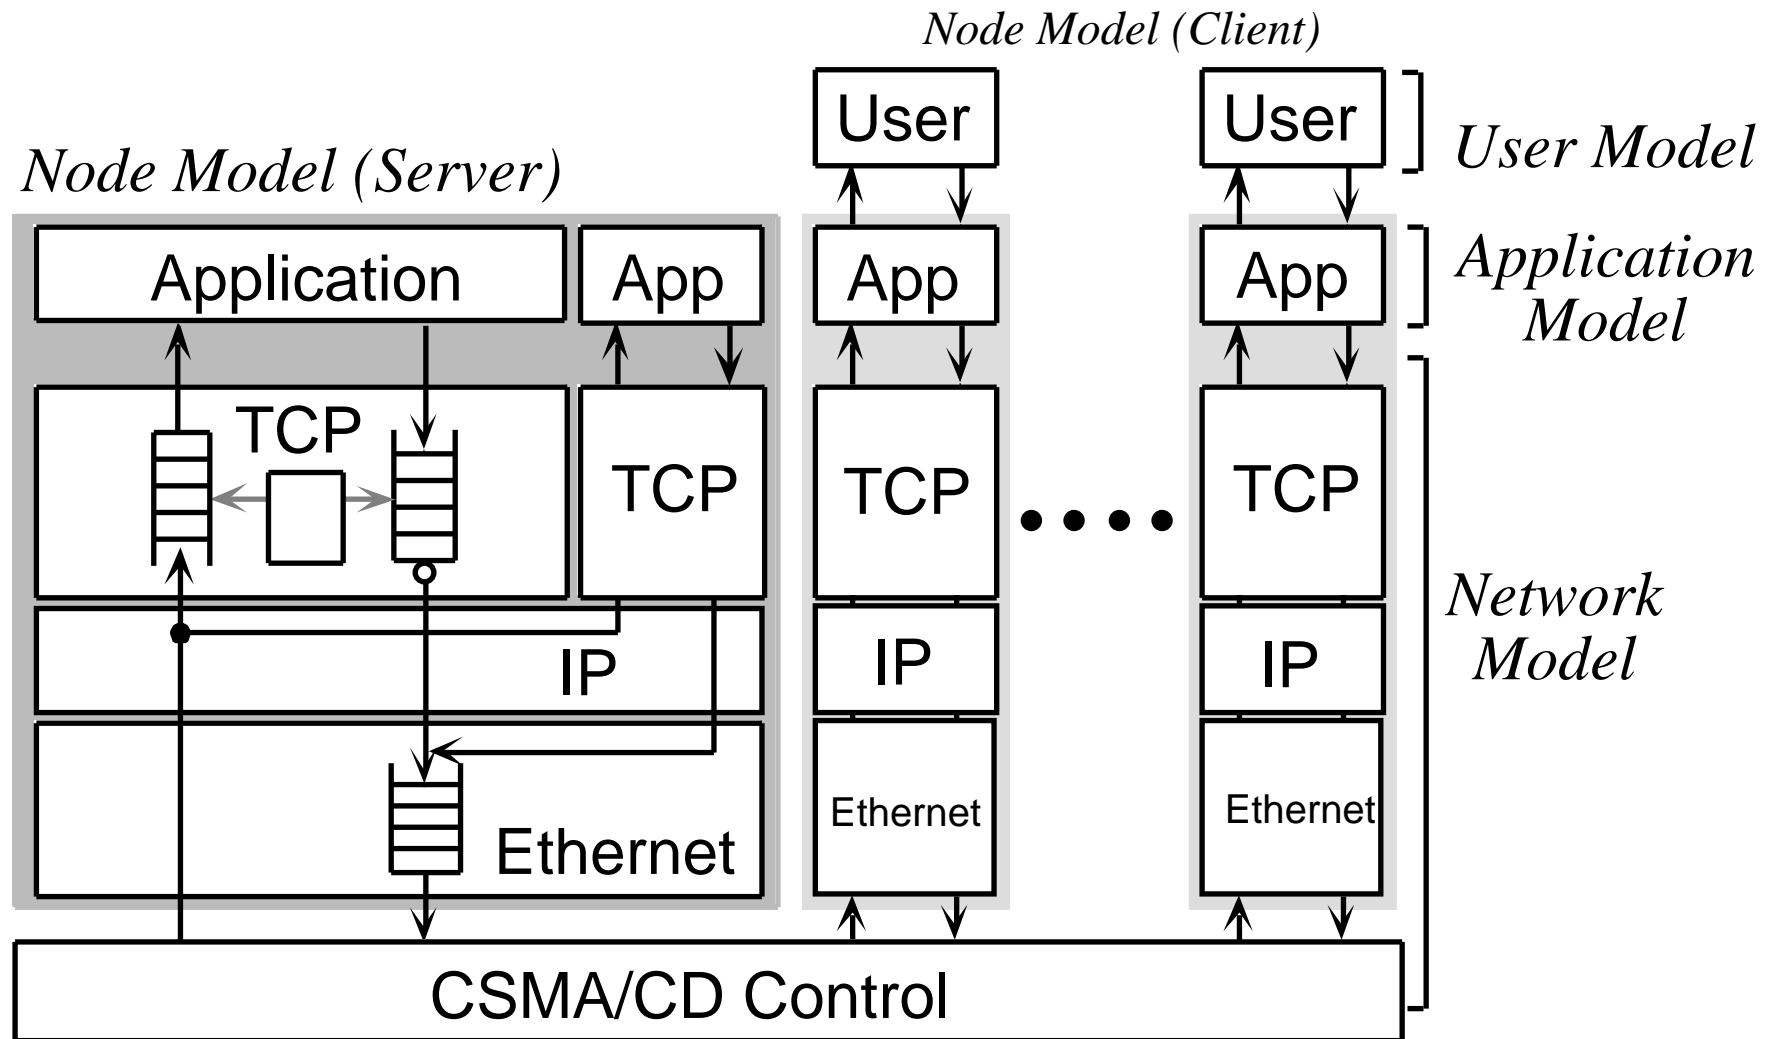 Node Model (Client)
User
User
User Model
Node Model (Server)
Application
App
App
App
Application
Model
TCP
TCP
TCP
TCP
Network
Model
IP
IP
IP
Ethernet
Ethernet
Ethernet
CSMA/CD Control